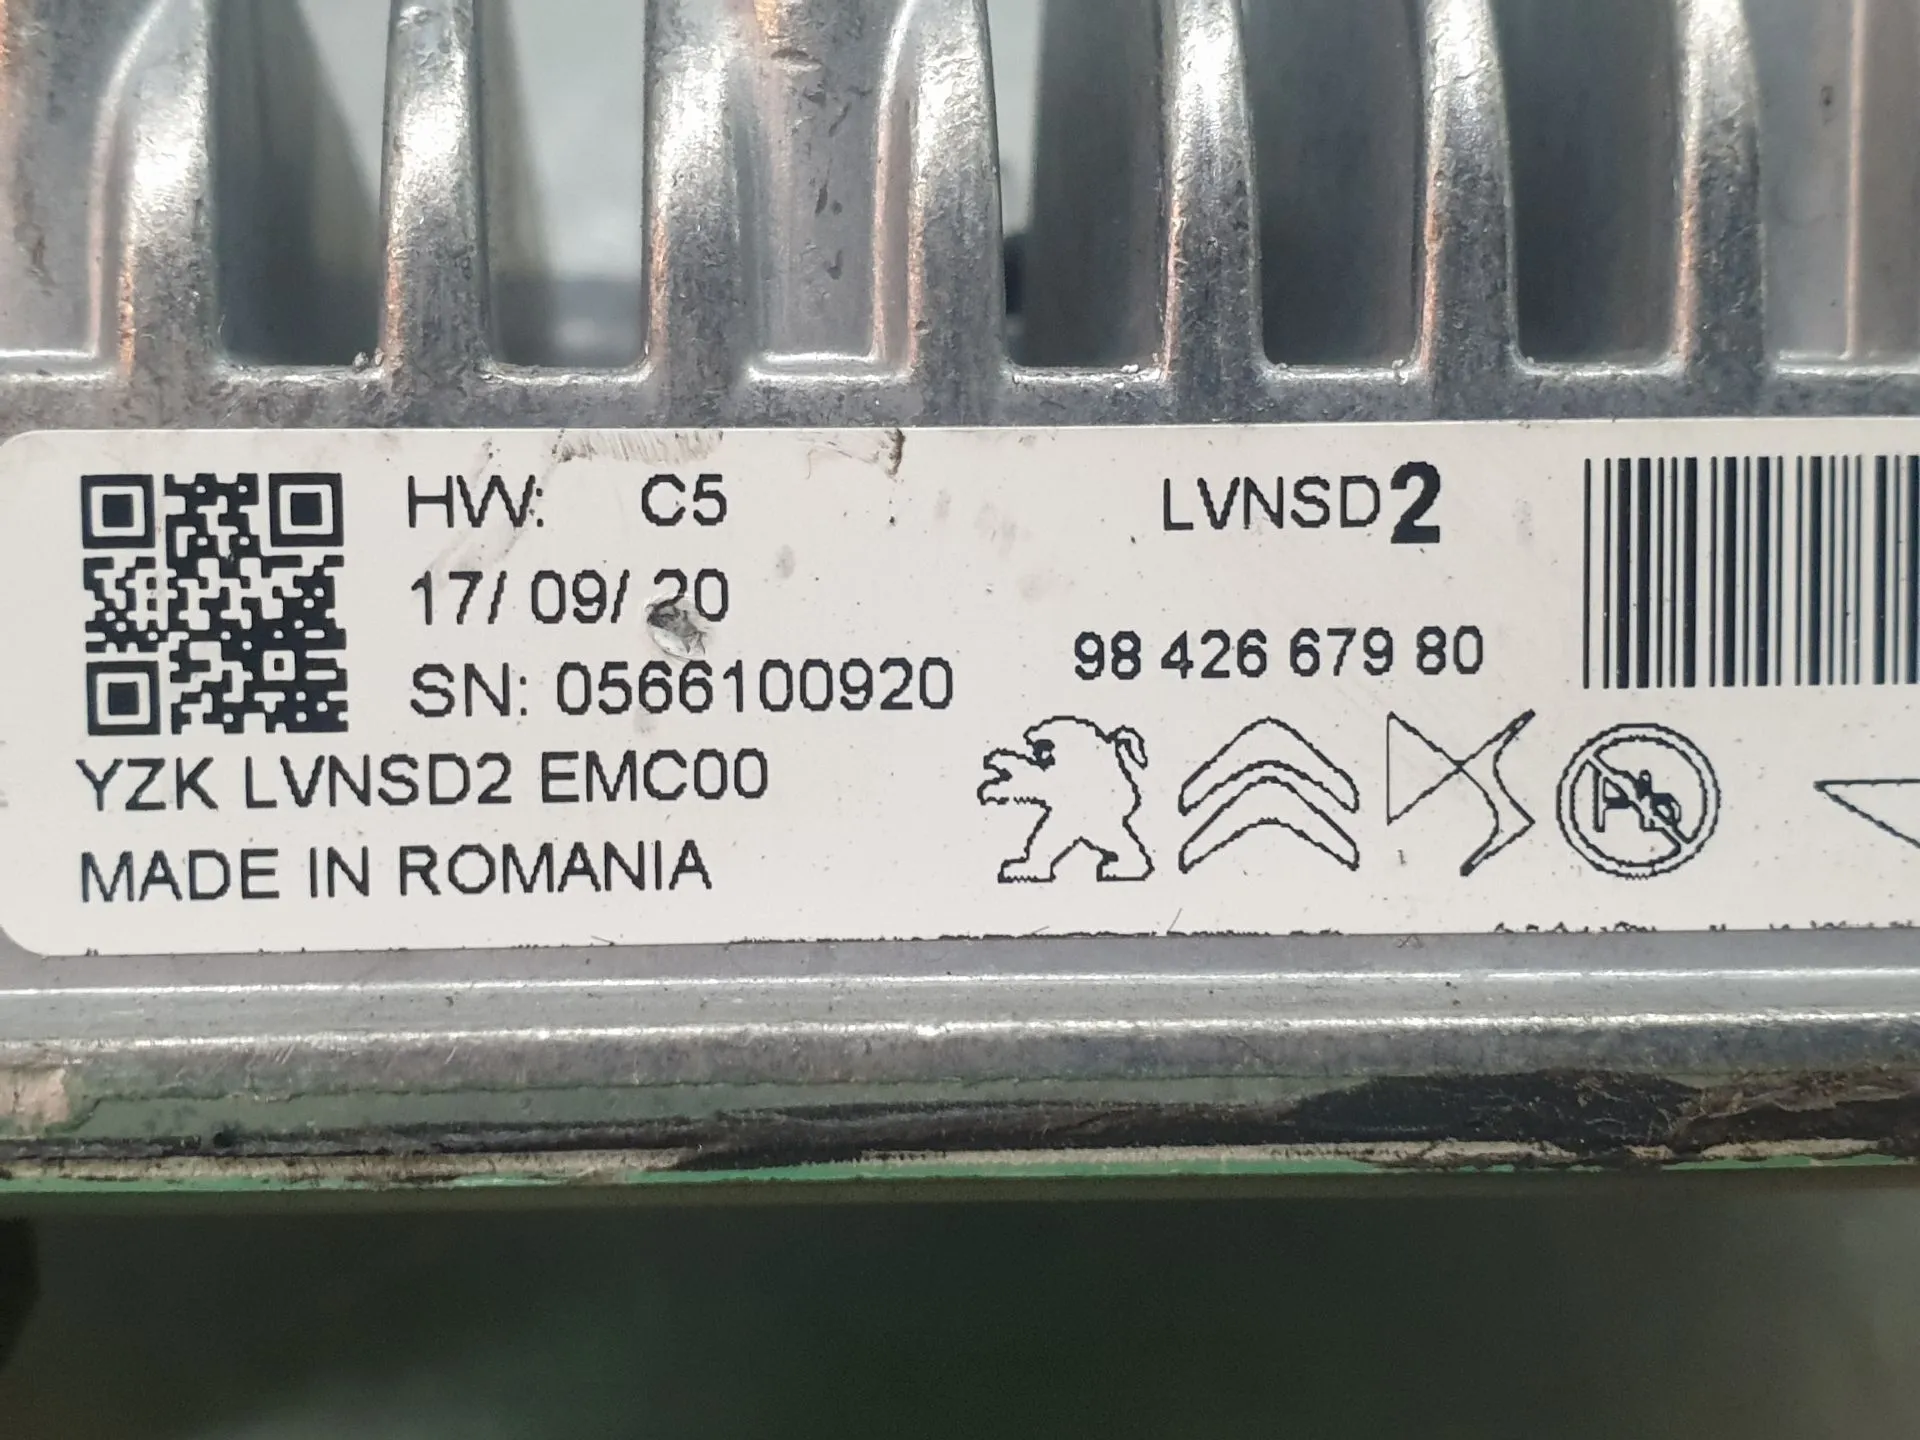 HW: C5
LVNSD2
17/ 09/ 20
98 426 679 80
SN: 0566100920
YZK LVNSD2 EMC00
MADE IN ROMANIA